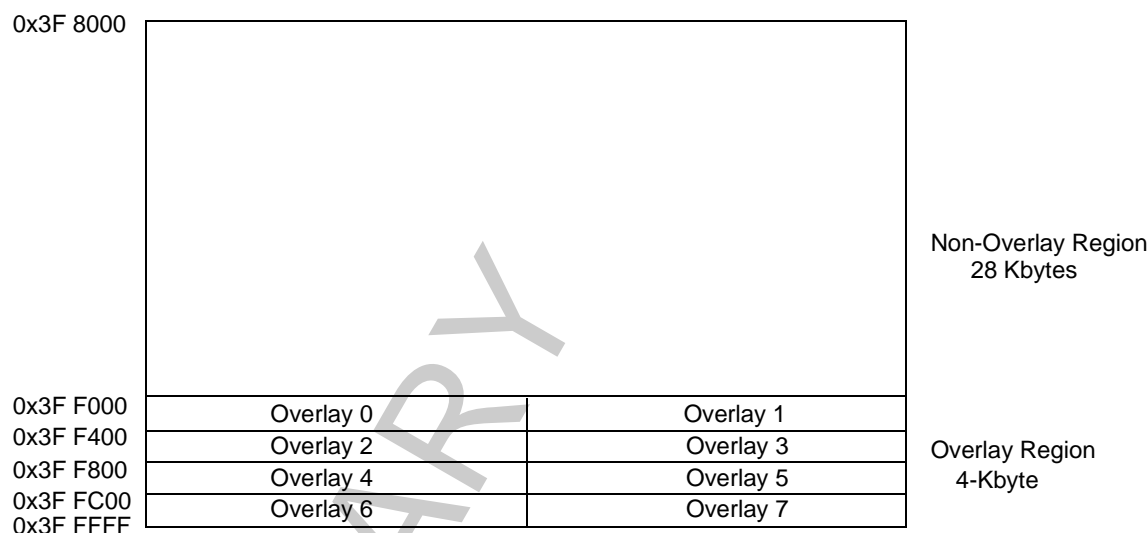 0x3F 8000
Non-Overlay Region
28 Kbytes
0x3F F000
Overlay 0 Overlay 1
0x3F F400
Overlay 2 Overlay 3
Overlay Region
4-Kbyte
0x3F F800
Overlay 4 Overlay 5
0x3F FC00
Overlay 6 Overlay 7
0x3F FFFF
ARY